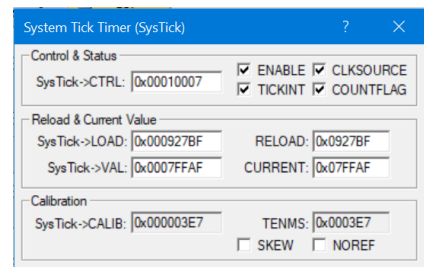 System Tick Timer (SysTick) ? ×
Control & Status
SysTick->CTRL: 0x00010007 ENABLE CLKSOURCE
TICKINT COUNTFLAG
Reload & Current Value
SysTick->LOAD: 0x000927BF RELOAD: 0x0927BF
SysTick->VAL: 0x0007FFAF CURRENT: 0x07FFAF
Calibration
SysTick->CALIB: 0x000003E7 TENMS: 0x0003E7
SKEW NOREF